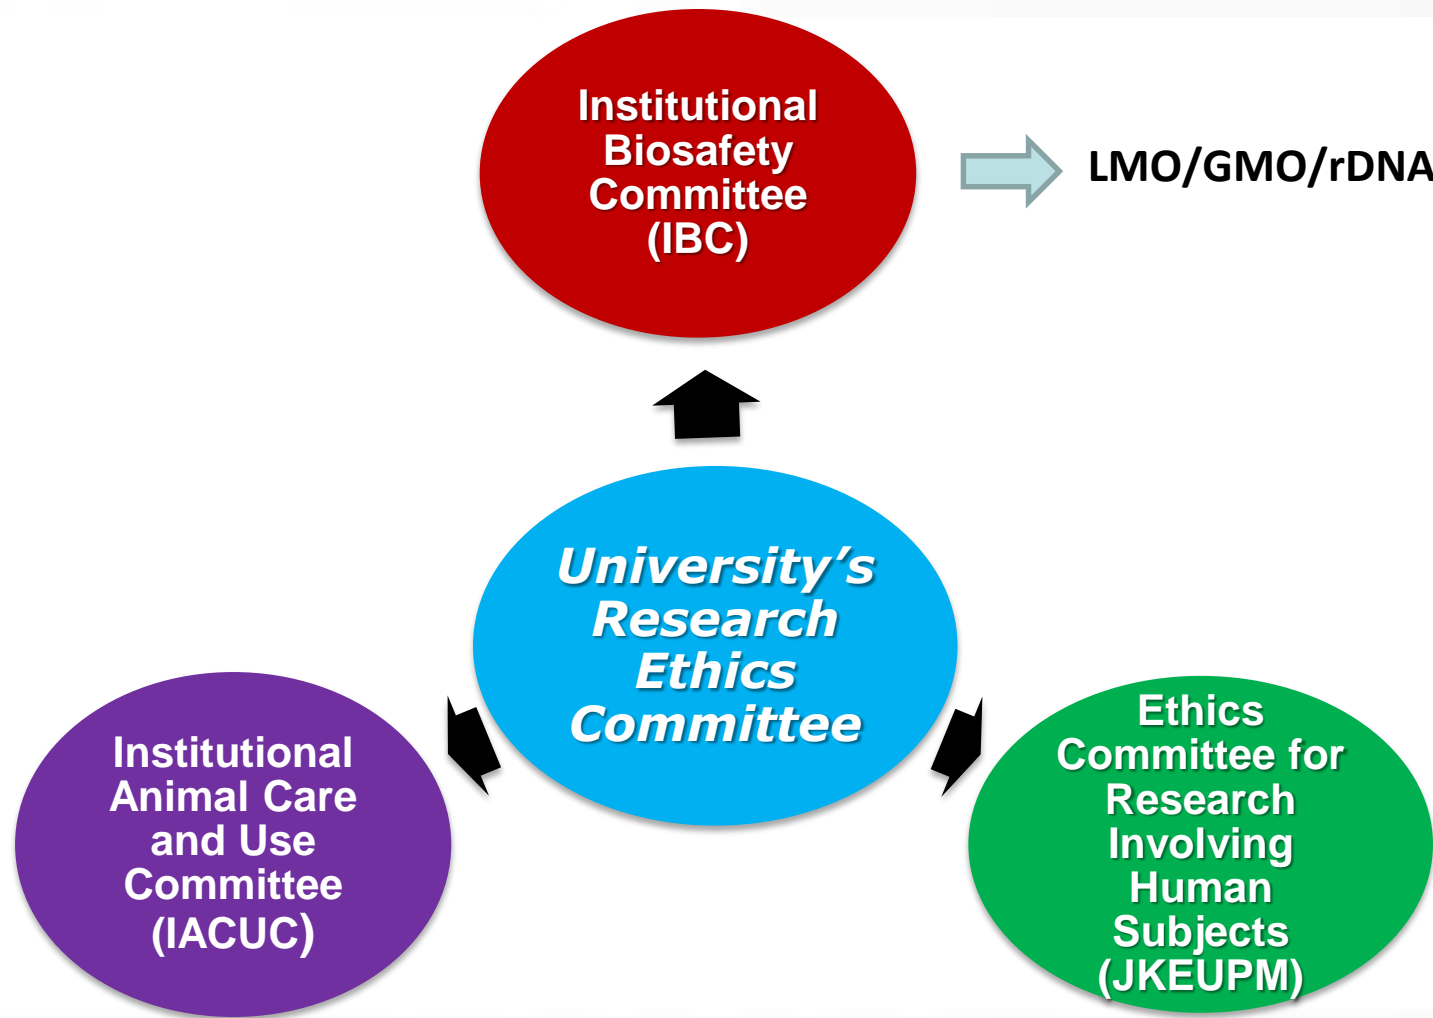 Institutional
Biosafety
Committee
(IBC)
LMO/GMO/rDNA
University’s
Research
Ethics
Committee
Institutional
Animal Care
and Use
Committee
(IACUC)
Ethics
Committee for
Research
Involving
Human
Subjects
(JKEUPM)